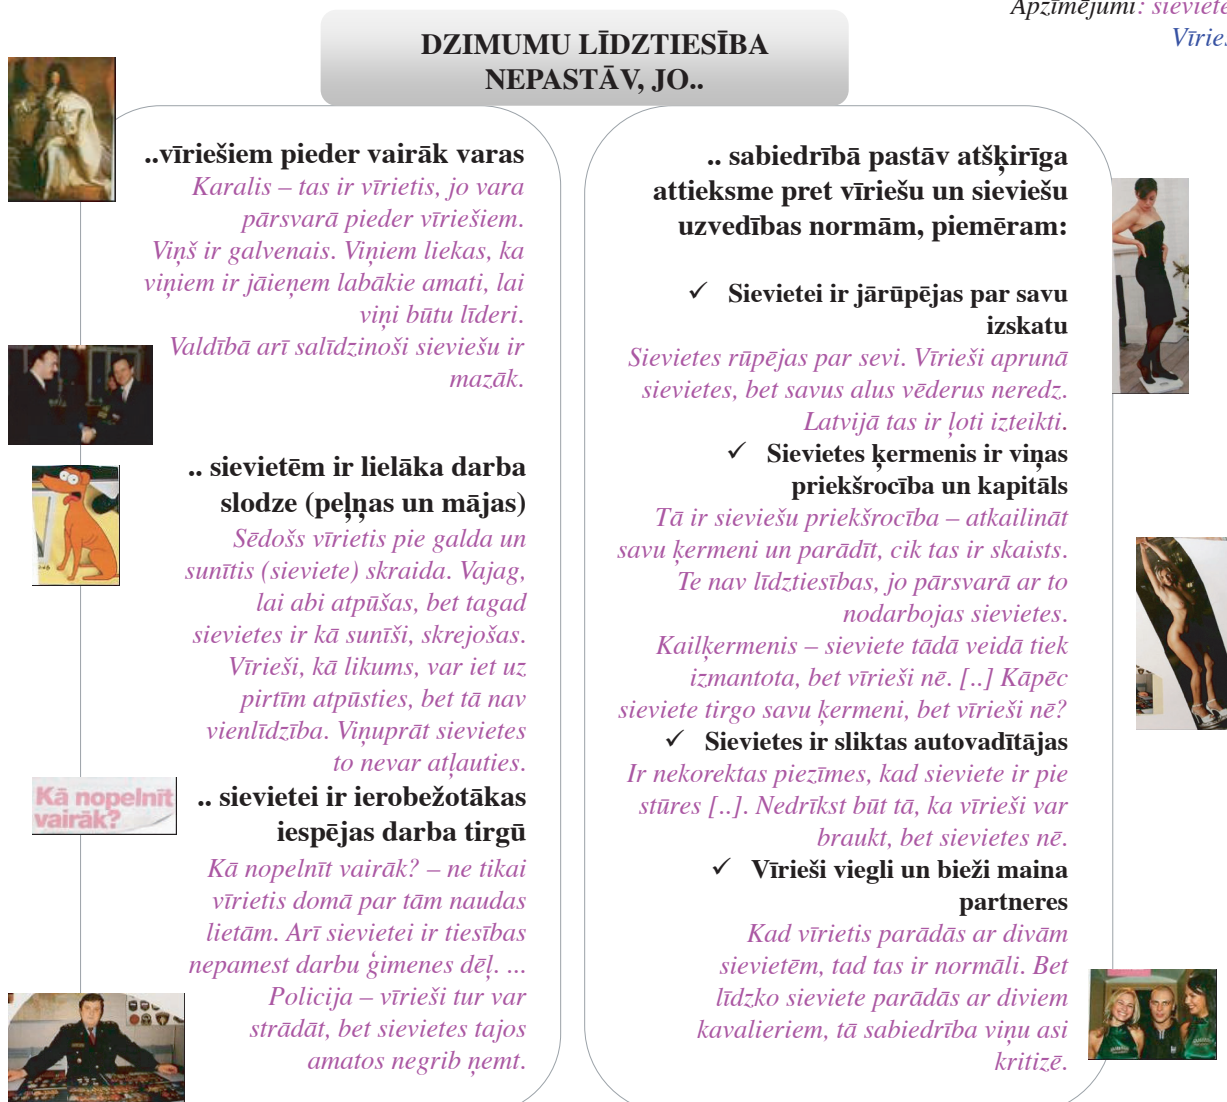 Apzīmējumi: sieviete
DZIMUMU LĪDZTIESĪBA
NEPASTĀV, JO..
..vīriešiem pieder vairāk varas
Karalis – tas ir vīrietis, jo vara
pārsvarā pieder vīriešiem.
Viņš ir galvenais. Viņiem liekas, ka
viņiem ir jāieņem labākie amati, lai
viņi būtu līderi.
Valdībā arī salīdzinoši sieviešu ir
mazāk.
.. sievietēm ir lielāka darba
slodze (peļņas un mājas)
Sēdošs vīrietis pie galda un
sunītis (sieviete) skraida. Vajag,
lai abi atpūšas, bet tagad
sievietes ir kā sunīši, skrejošas.
Vīrieši, kā likums, var iet uz
pirtīm atpūsties, bet tā nav
vienlīdzība. Viņuprāt sievietes
to nevar atļauties.
Kā nopelnīt
vairāk?
.. sievietei ir ierobežotākas
iespējas darba tirgū
Kā nopelnīt vairāk? – ne tikai
vīrietis domā par tām naudas
lietām. Arī sievietei ir tiesības
nepamest darbu ģimenes dēļ. ...
Policija – vīrieši tur var
strādāt, bet sievietes tajos
amatos negrib ņemt.
.. sabiedrībā pastāv atšķirīga
attieksme pret vīriešu un sieviešu
uzvedības normām, piemēram:
✓ Sievietei ir jārūpējas par savu
izskatu
Sievietes rūpējas par sevi. Vīrieši aprunā
sievietes, bet savus alus vēderus neredz.
Latvijā tas ir ļoti izteikti.
✓ Sievietes ķermenis ir viņas
priekšrocība un kapitāls
Tā ir sieviešu priekšrocība – atkailināt
savu ķermeni un parādīt, cik tas ir skaists.
Te nav līdztiesības, jo pārsvarā ar to
nodarbojas sievietes.
Kailķermenis – sieviete tādā veidā tiek
izmantota, bet vīrieši nē. [..] Kāpēc
sieviete tirgo savu ķermeni, bet vīrieši nē?
✓ Sievietes ir sliktas autovadītājas
Ir nekorektas piezīmes, kad sieviete ir pie
stūres [..]. Nedrīkst būt tā, ka vīrieši var
braukt, bet sievietes nē.
✓ Vīrieši viegli un bieži maina
partneres
Kad vīrietis parādās ar divām
sievietēm, tad tas ir normāli. Bet
līdzko sieviete parādās ar diviem
kavalieriem, tā sabiedrība viņu asi
kritizē.